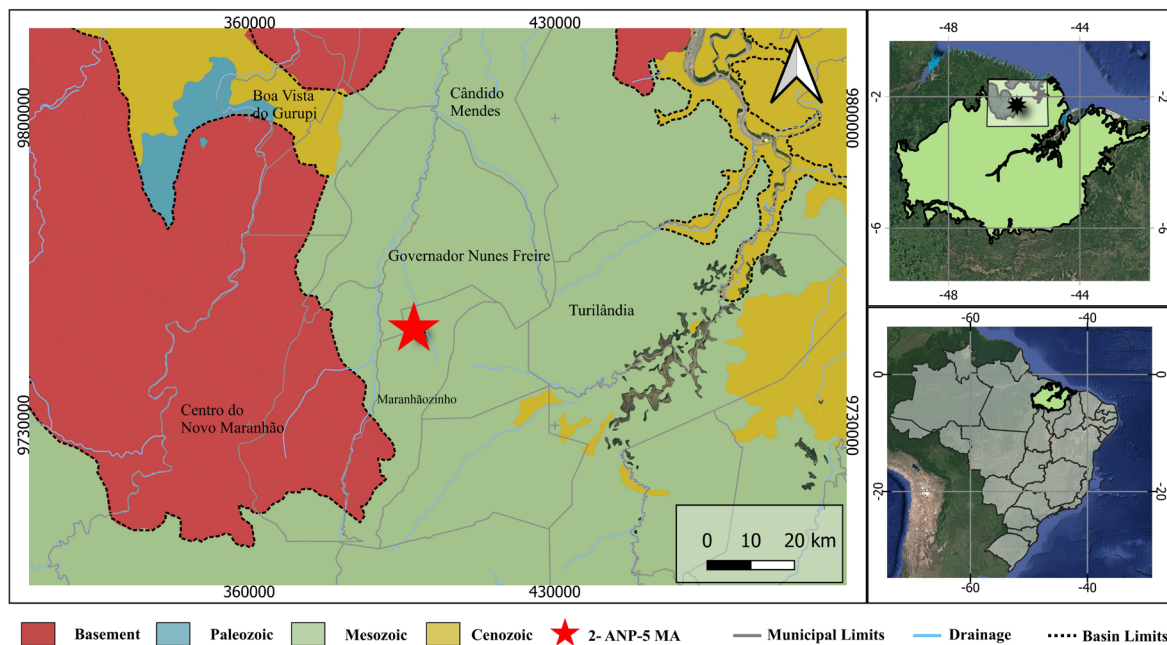 360000
430000
9800000
9800000
9730000
9730000
360000
430000
Boa Vista
do Gurupi
Cândido
Mendes
Governador Nunes Freire
Turilândia
Maranhãozinho
Centro do
Novo Maranhão
0 10 20 km
-48
-44
-2
-2
-6
-6
-48
-44
-60
-40
0
0
-20
-20
-60
-40
Basement
Paleozoic
Mesozoic
Cenozoic
2- ANP-5 MA
Municipal Limits
Drainage
Basin Limits